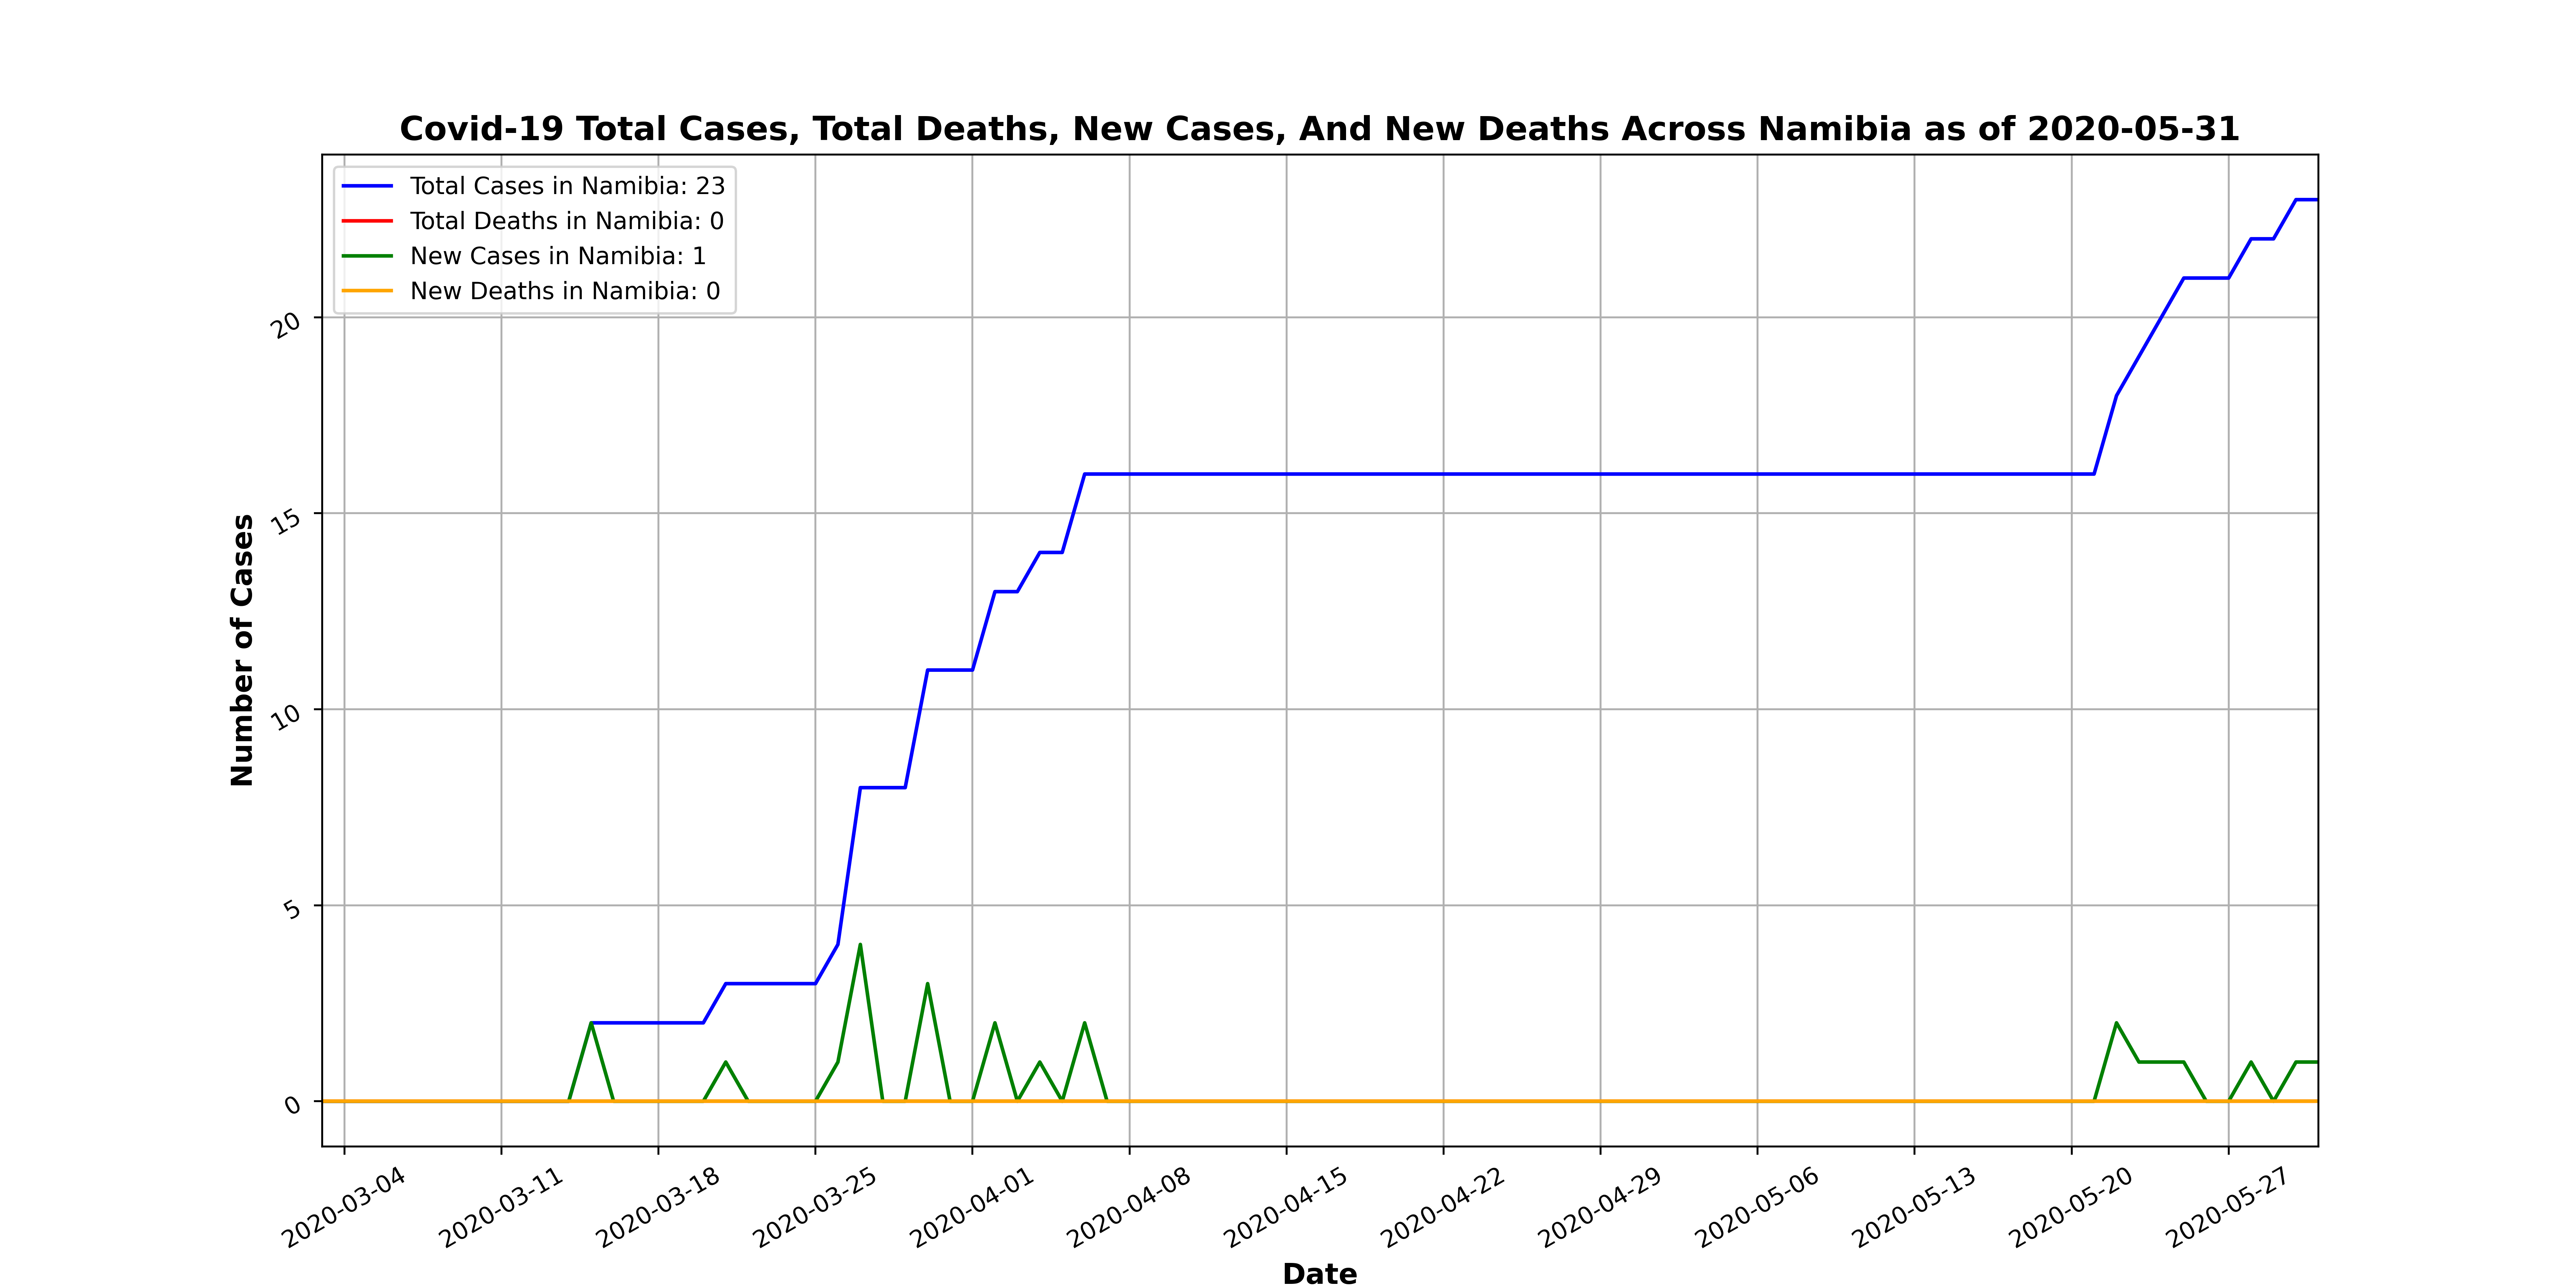 Covid-19 Total Cases, Total Deaths, New Cases, And New Deaths Across Namibia as of 2020-05-31
Total Cases in Namibia: 23
Total Deaths in Namibia: 0
New Cases in Namibia: 1
New Deaths in Namibia: 0
20
15
10
5
0
Number of Cases
2020-03-04
2020-03-11
2020-03-18
2020-03-25
2020-04-01
2020-04-08
2020-04-15
2020-04-22
2020-04-29
2020-05-06
2020-05-13
2020-05-20
2020-05-27
Date